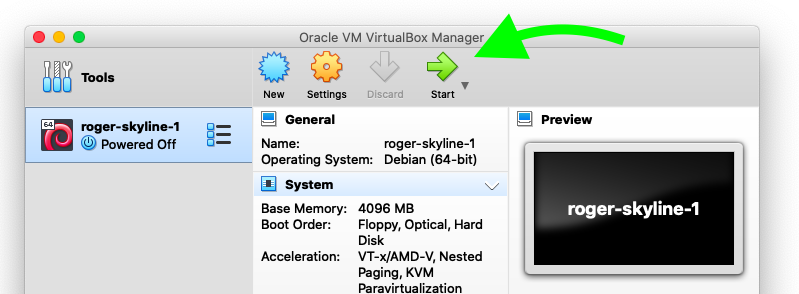 Oracle VM VirtualBox Manager
Tools
New
Settings
Discard
Start
64
roger-skyline-1
Powered Off
General
Name: roger-skyline-1
Operating System: Debian (64-bit)
System
Base Memory: 4096 MB
Boot Order: Floppy, Optical, Hard
Disk
Acceleration: VT-x/AMD-V, Nested
Paging, KVM
Paravirtualization
Preview
roger-skyline-1